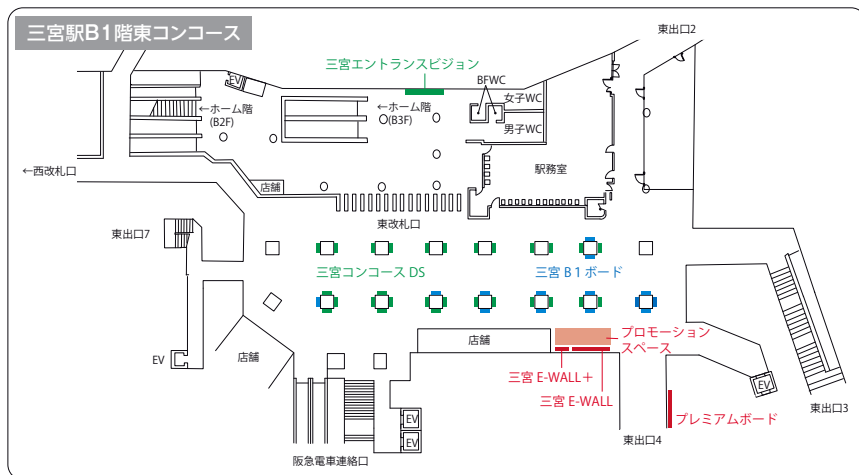 三宮駅B1階東コンコース
東出口2
三宮エントランスビジョン
EV
BFWC
女子WC
←ホーム階
(B2F)
←ホーム階
(B3F)
男子WC
駅務室
←西改札口
店舗
東改札口
東出口7
三宮コンコース DS
三宮 B1ボード
プロモーション
スペース
店舗
EV
店舗
三宮 E-WALL＋
三宮 E-WALL
EV
プレミアムボード
東出口3
EV
EV
東出口4
阪急電車連絡口